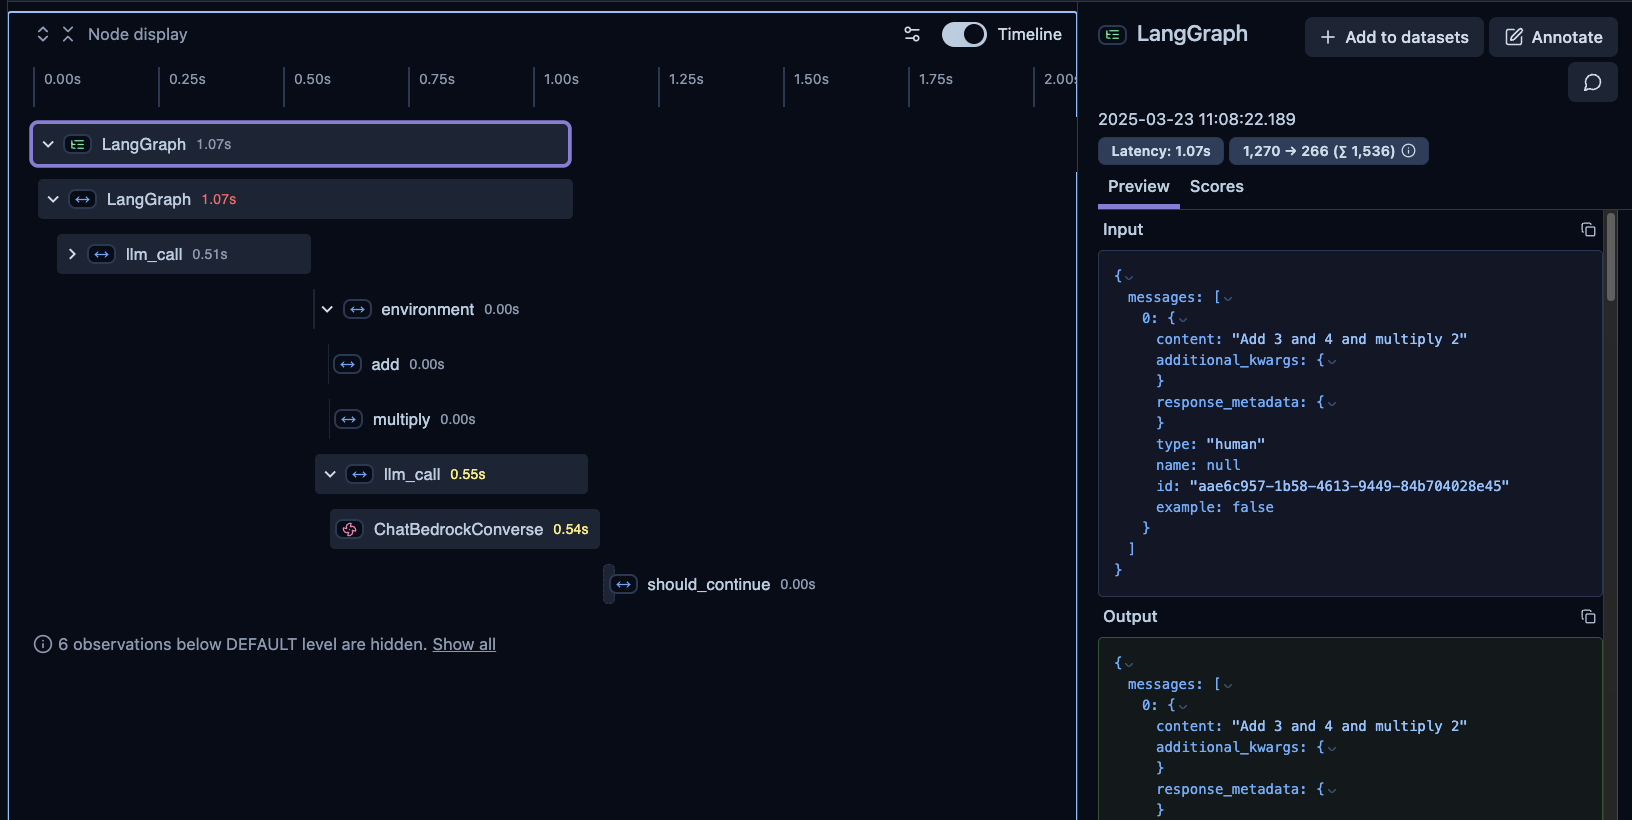 Node display
Timeline
0.00s 0.25s 0.50s 0.75s 1.00s 1.25s 1.50s 1.75s 2.00s
LangGraph 1.07s
LangGraph 1.07s
llm_call 0.51s
environment 0.00s
add 0.00s
multiply 0.00s
llm_call 0.55s
ChatBedrockConverse 0.54s
should_continue 0.00s
6 observations below DEFAULT level are hidden. Show all
LangGraph
Add to datasets
Annotate
2025-03-23 11:08:22.189
Latency: 1.07s
1,270 → 266 (∑ 1,536)
Preview Scores
Input
{
messages: [
0: {
content: "Add 3 and 4 and multiply 2"
additional_kwargs: {
}
response_metadata: {
}
type: "human"
name: null
id: "aae6c957-1b58-4613-9449-84b704028e45"
example: false
}
]
}
Output
{
messages: [
0: {
content: "Add 3 and 4 and multiply 2"
additional_kwargs: {
}
response_metadata: {
}